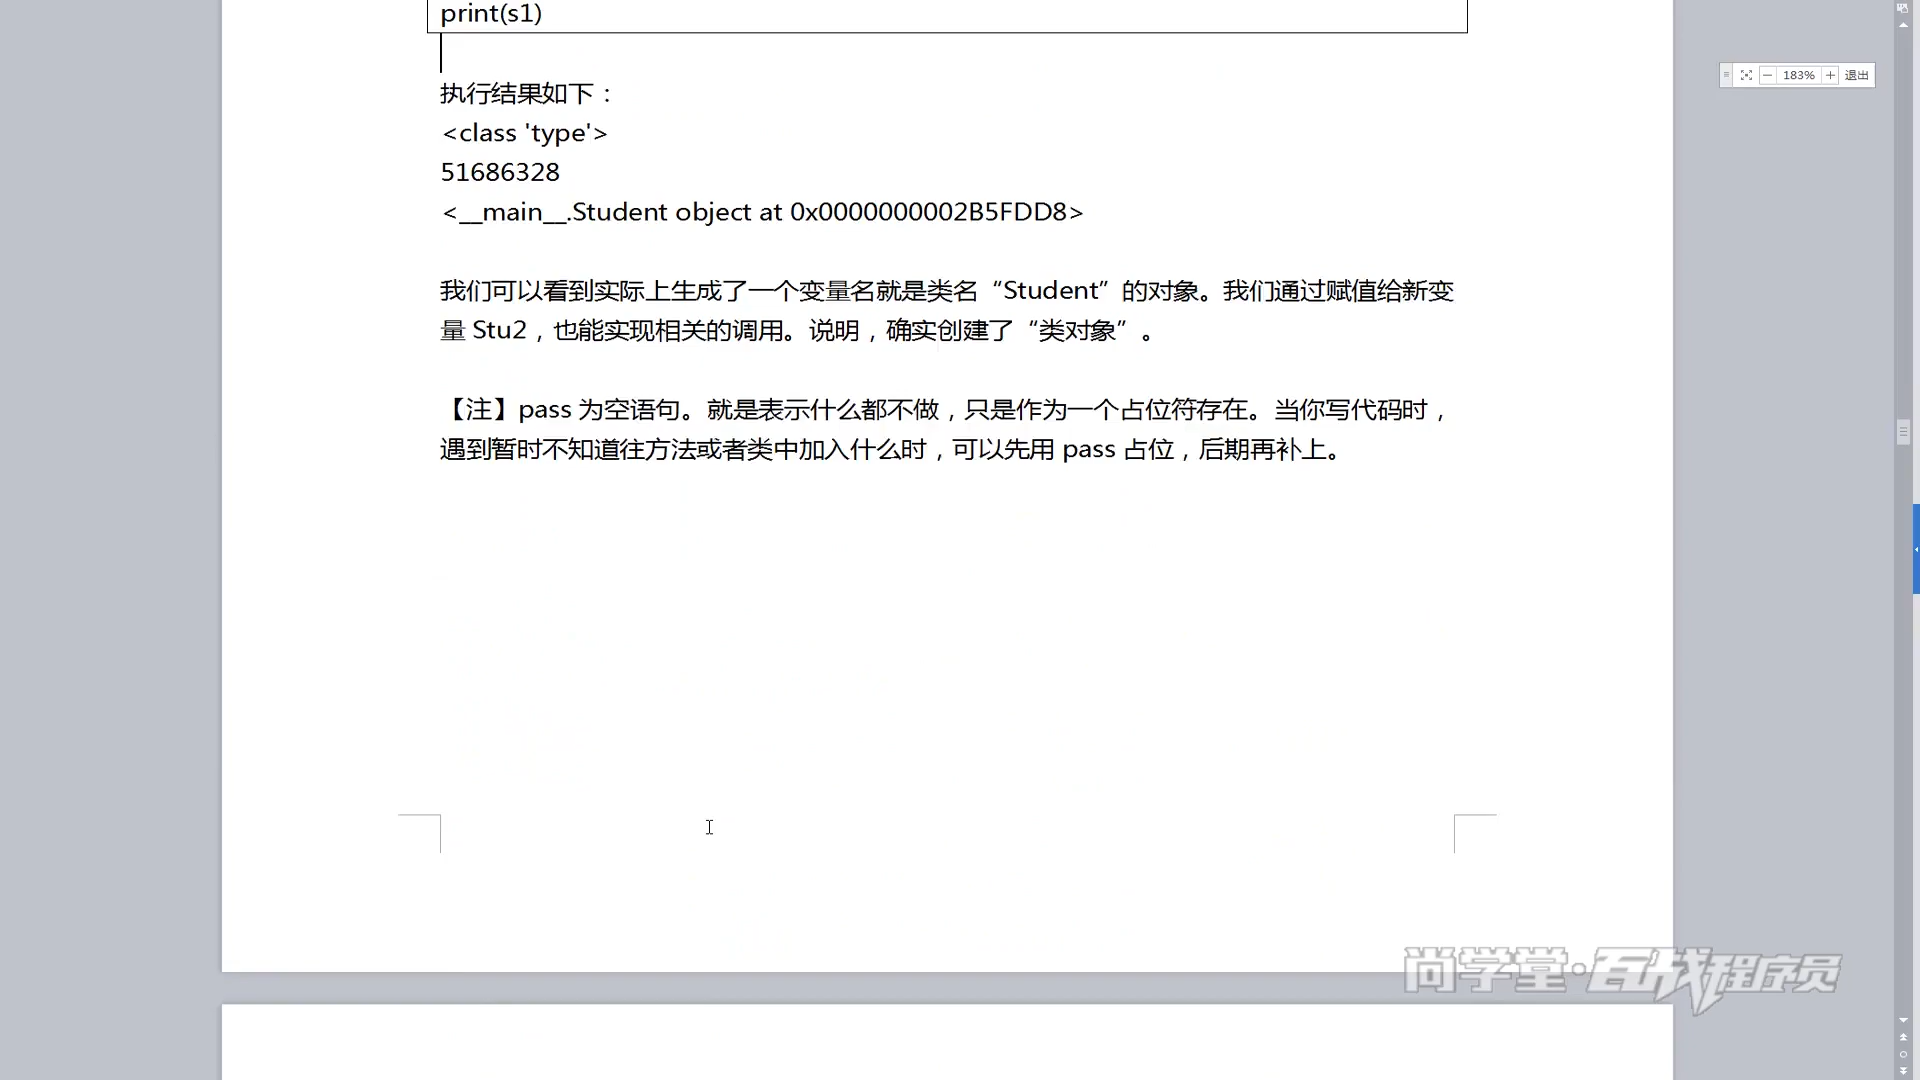 print(s1)
183%
退出
执行结果如下：
<class 'type'>
51686328
<__main__.Student object at 0x0000000002B5FDD8>
我们可以看到实际上生成了一个变量名就是类名“Student”的对象。我们通过赋值给新变
量 Stu2，也能实现相关的调用。说明，确实创建了“类对象”。
【注】pass 为空语句。就是表示什么都不做，只是作为一个占位符存在。当你写代码时，
遇到暂时不知道往方法或者类中加入什么时，可以先用 pass 占位，后期再补上。
尚学堂·百战程序员